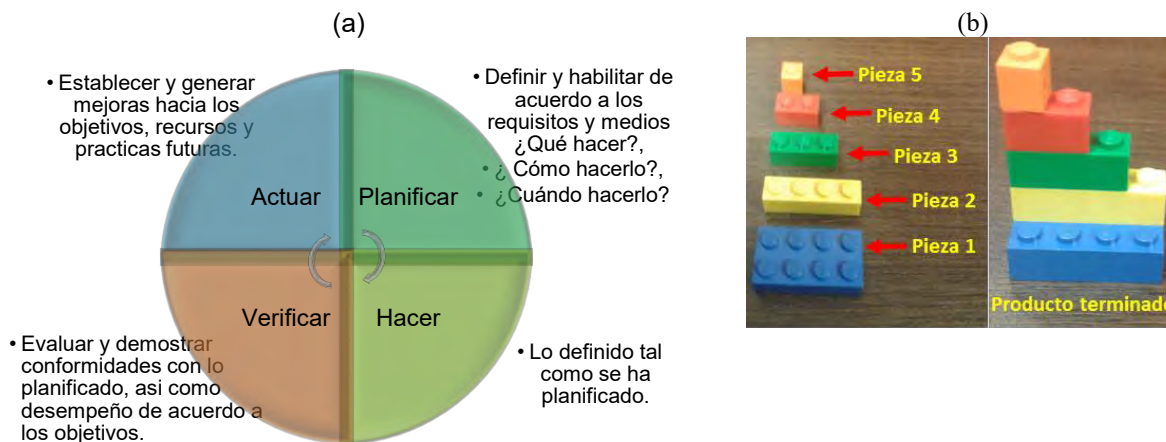 (a)
• Establecer y generar
mejoras hacia los
objetivos, recursos y
practicas futuras.
• Definir y habilitar de
acuerdo a los
requisitos y medios
¿Qué hacer?,
• ¿ Cómo hacerlo?,
• ¿Cuándo hacerlo?
Actuar
Planificar
Verificar
Hacer
• Evaluar y demostrar
conformidades con lo
planificado, asi como
desempeño de acuerdo a
los objetivos.
• Lo definido tal
como se ha
planificado.
(b)
Pieza 5
Pieza 4
Pieza 3
Pieza 2
Pieza 1
Producto terminado